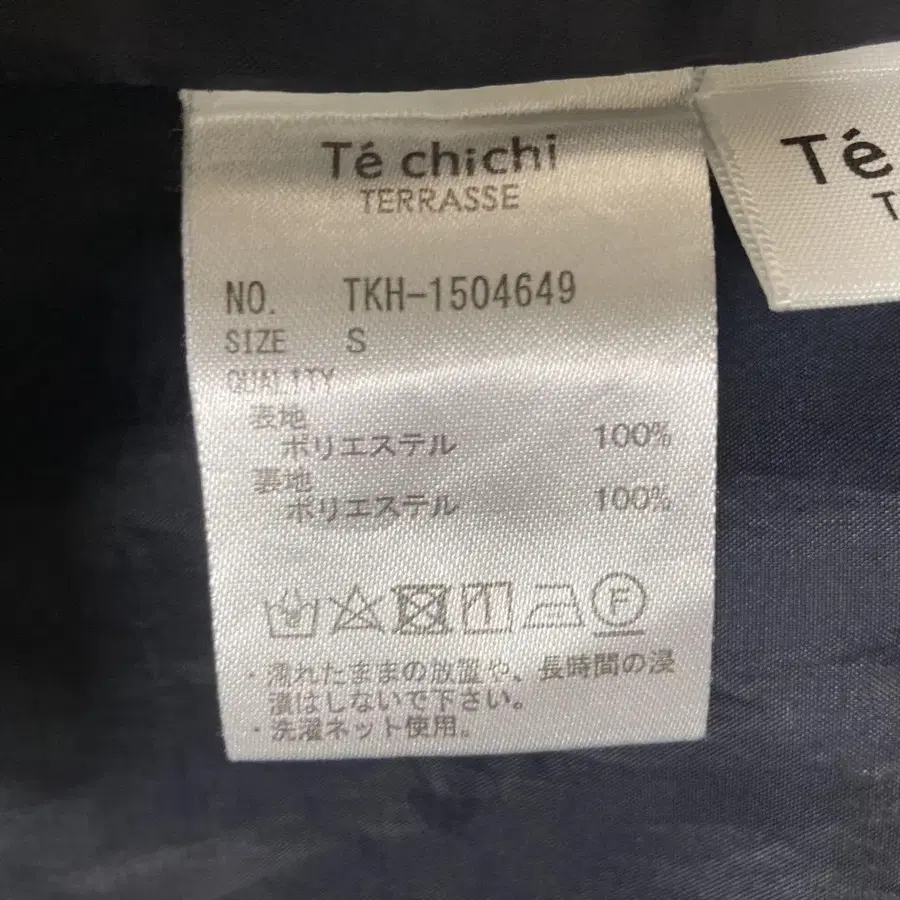 Té chichi
TERRASSE
NO. TKH-1504649
SIZE S
QUALITY
表地
ポリエステル 100%
裏地
ポリエステル 100%
F
・濡れたままの放置や、長時間の浸
漬はしないで下さい。
・洗濯ネット使用。
Té
T